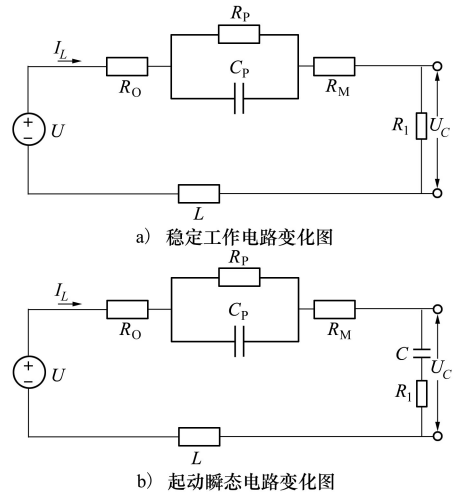 R_P
I_L
C_P
R_O
R_M
U
R_1
U_C
L
a） 稳定工作电路变化图
R_P
I_L
C_P
R_O
R_M
C
U
U_C
R_1
L
b） 起动瞬态电路变化图